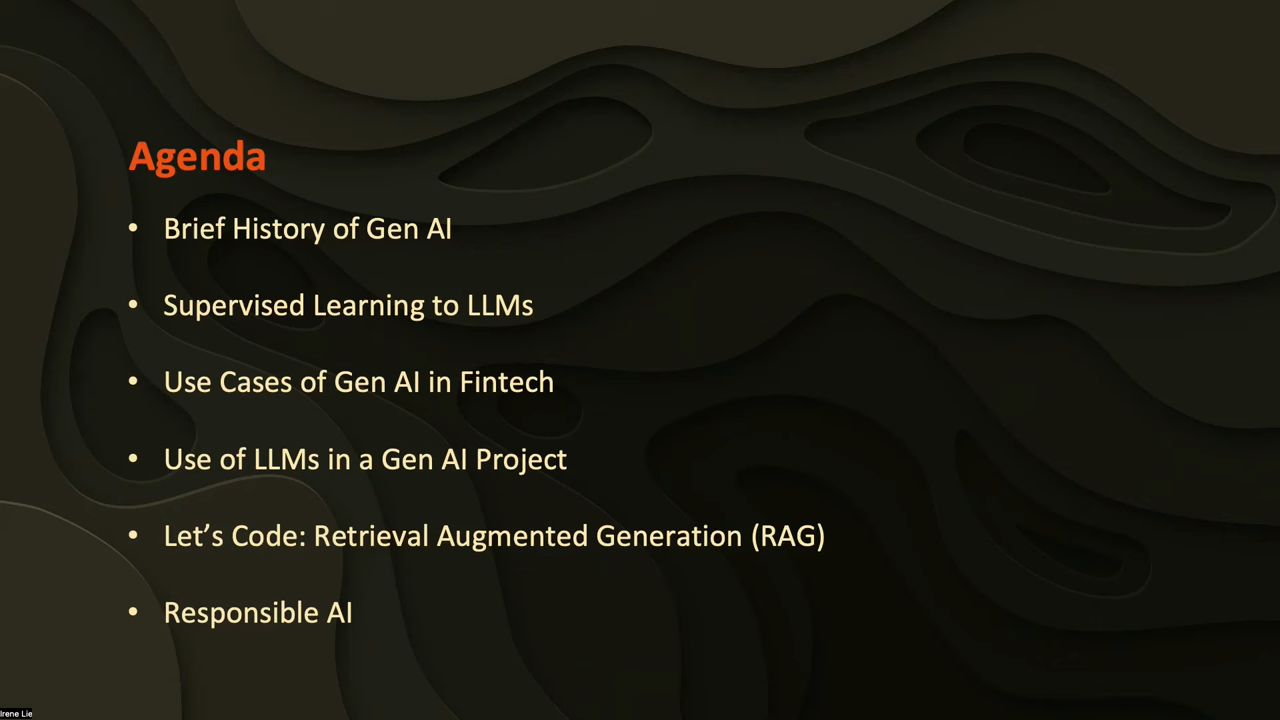 Agenda
• Brief History of Gen AI
• Supervised Learning to LLMs
• Use Cases of Gen AI in Fintech
• Use of LLMs in a Gen AI Project
• Let’s Code: Retrieval Augmented Generation (RAG)
• Responsible AI
Irene Lie